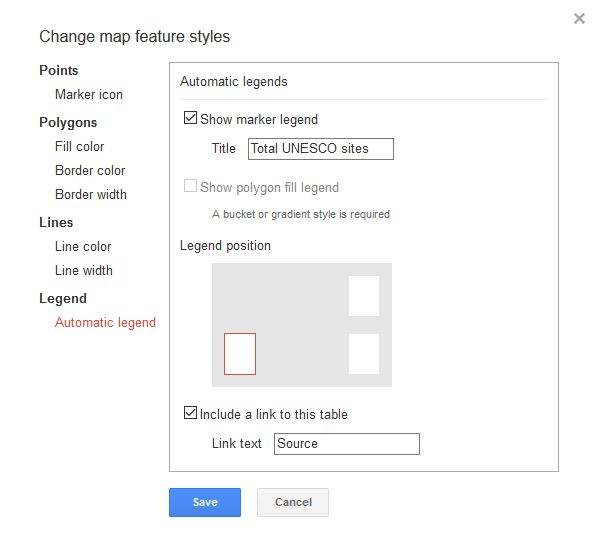 Change map feature styles
Points
Marker icon
Polygons
Fill color
Border color
Border width
Lines
Line color
Line width
Legend
Automatic legend
Automatic legends
Show marker legend
Title Total UNESCO sites
Show polygon fill legend
A bucket or gradient style is required
Legend position
Include a link to this table
Link text Source
Save Cancel